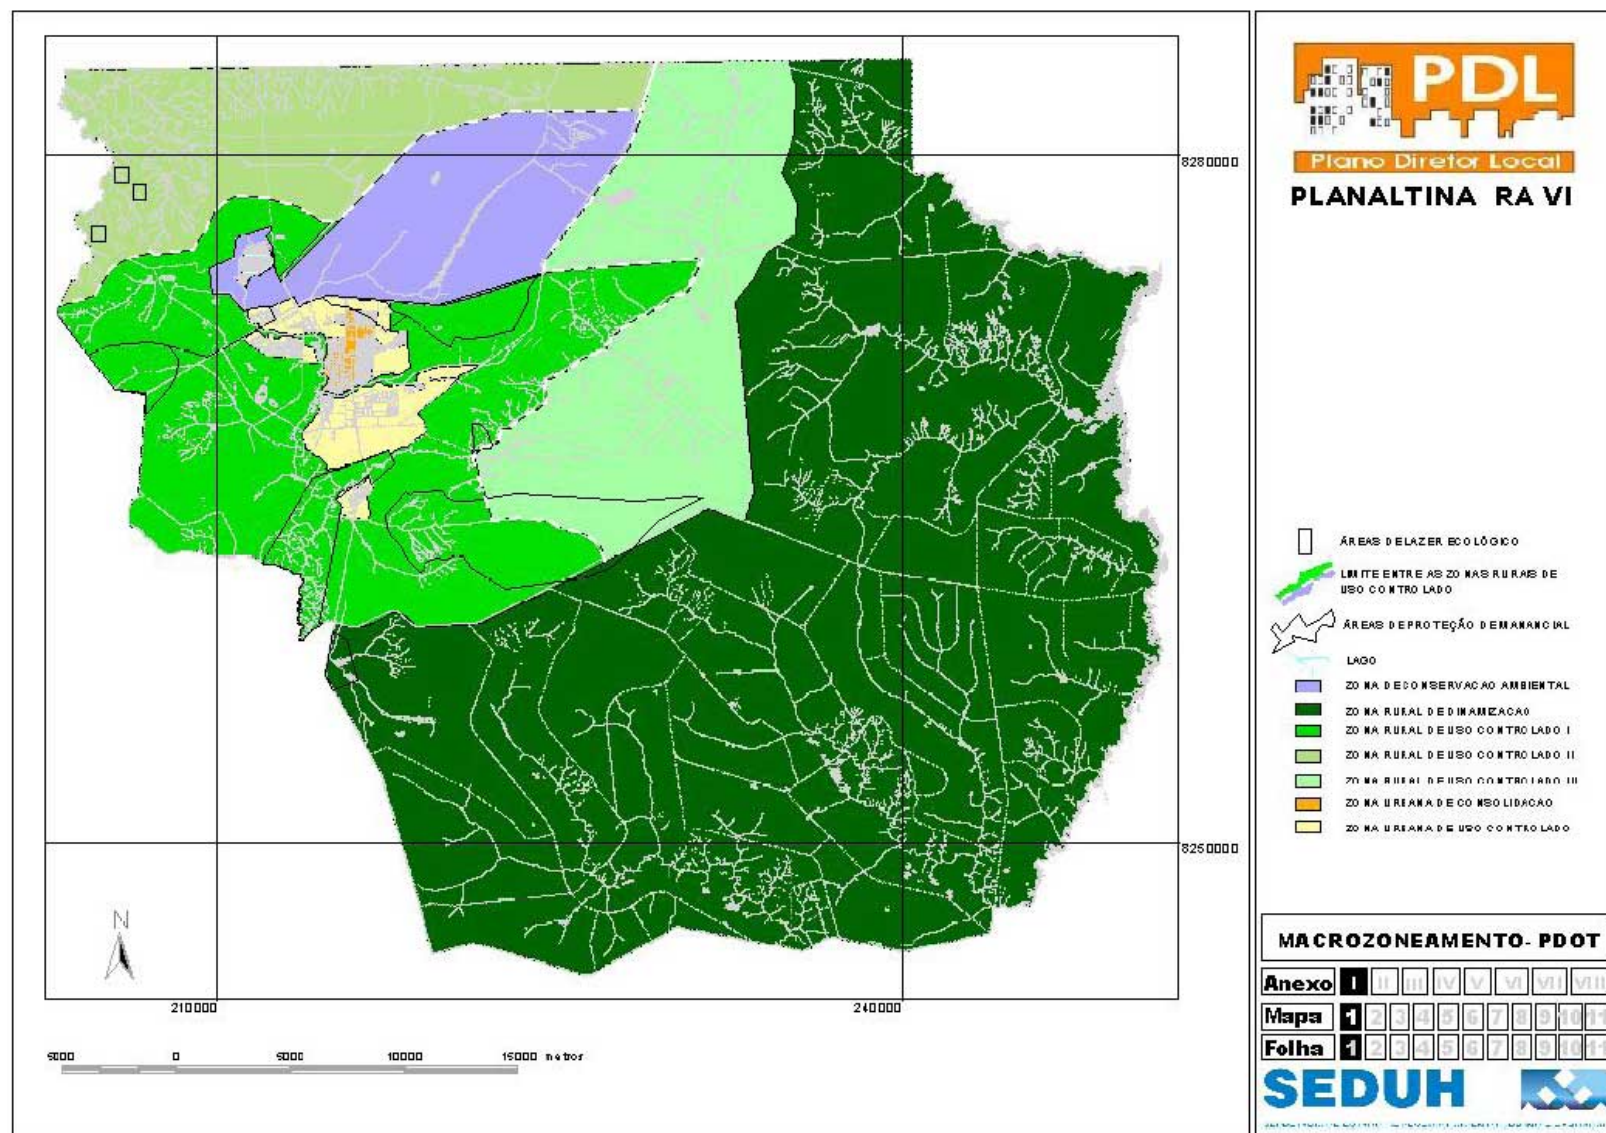 PDL
Plano Diretor Local
PLANALTINA RA VI
8280000
ÁREAS DE LAZER ECOLÓGICO
LIMITE ENTRE AS ZONAS RURAIS DE
USO CONTROLADO
ÁREAS DE PROTEÇÃO DE MANANCIAL
LAGO
ZONA DE CONSERVACAO AMBIENTAL
ZONA RURAL DE DINAMIZACAO
ZONA RURAL DE USO CONTROLADO I
ZONA RURAL DE USO CONTROLADO II
ZONA RURAL DE USO CONTROLADO III
ZONA URBANA DE CONSOLIDACAO
ZONA URBANA DE USO CONTROLADO
8250000
N
210000
240000
5000 0 5000 10000 15000 metros
MACROZONEAMENTO- PDOT
Anexo I II III IV V VI VII VIII
Mapa 1 2 3 4 5 6 7 8 9 10 11
Folha 1 2 3 4 5 6 7 8 9 10 11
SEDUH